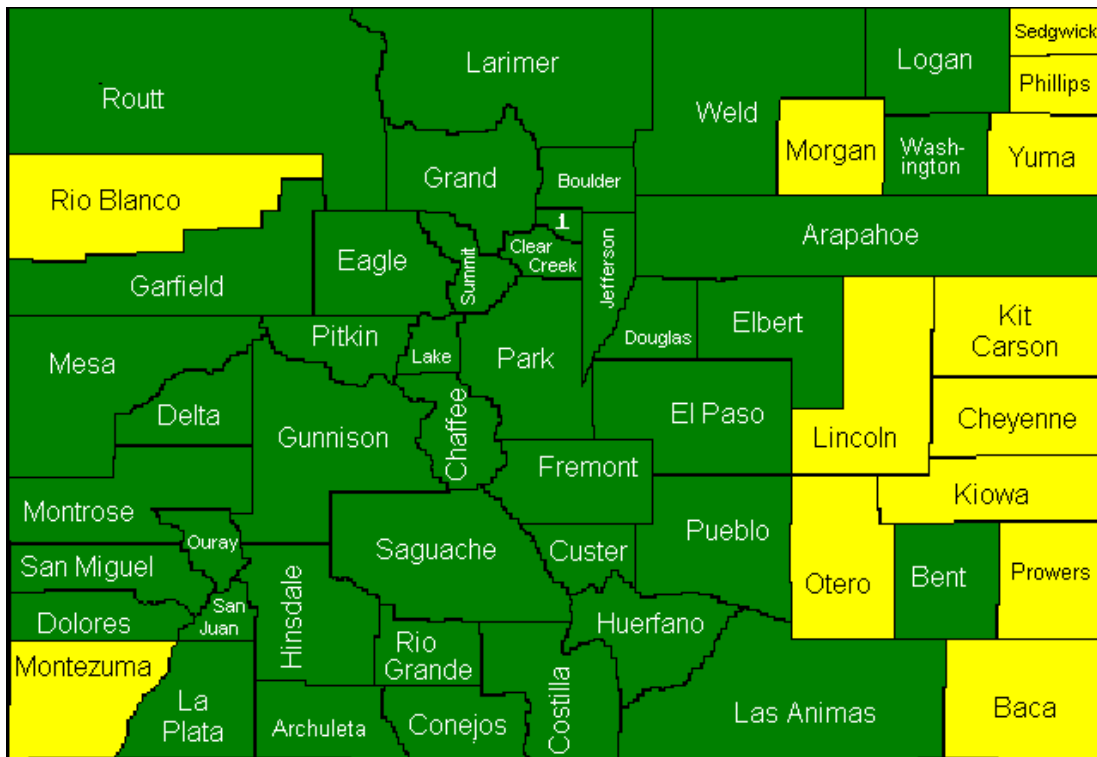 Sedgwick
Larimer
Logan
Phillips
Routt
Weld
Morgan
Wash-
ington
Yuma
Grand
Boulder
Rio Blanco
1
Arapahoe
Clear
Creek
Eagle
Summit
Jefferson
Garfield
Kit
Carson
Pitkin
Elbert
Douglas
Lake
Park
Mesa
Delta
El Paso
Cheyenne
Gunnison
Chaffee
Lincoln
Fremont
Kiowa
Montrose
Pueblo
Ouray
Saguache
Custer
San Miguel
Otero
Bent
Prowers
Hinsdale
San
Juan
Dolores
Huerfano
Rio
Grande
Montezuma
La
Plata
Archuleta
Conejos
Costilla
Las Animas
Baca